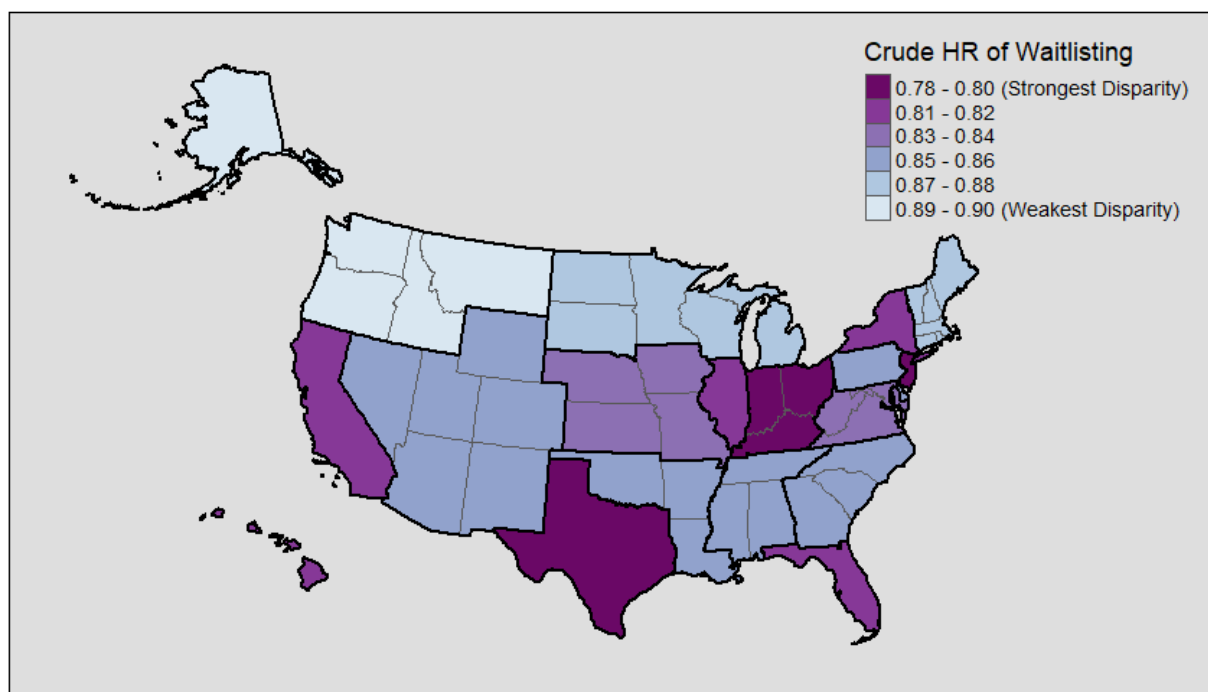 Crude HR of Waitlisting
0.78 - 0.80 (Strongest Disparity)
0.81 - 0.82
0.83 - 0.84
0.85 - 0.86
0.87 - 0.88
0.89 - 0.90 (Weakest Disparity)